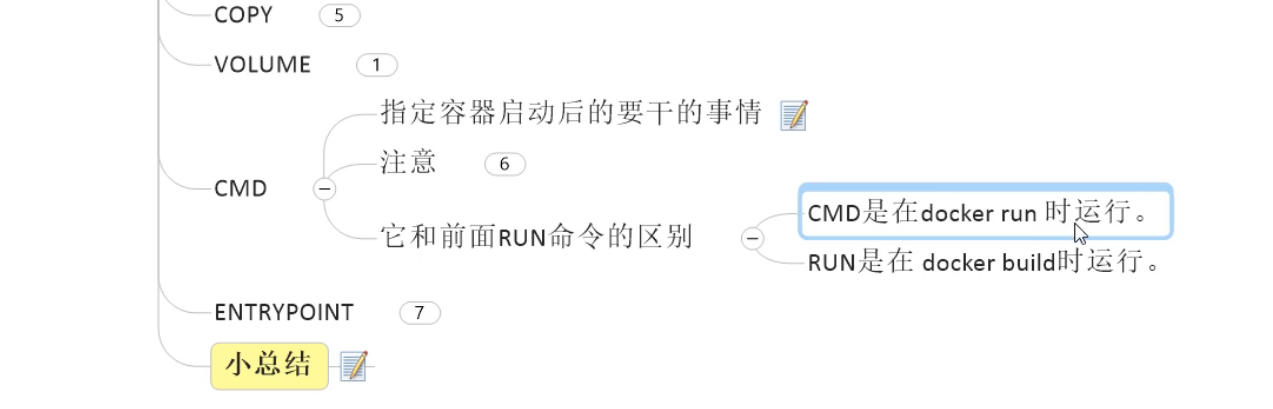 COPY 5
VOLUME 1
指定容器启动后的要干的事情
注意 6
CMD
CMD是在docker run 时运行。
它和前面RUN命令的区别
RUN是在 docker build时运行。
ENTRYPOINT 7
小总结